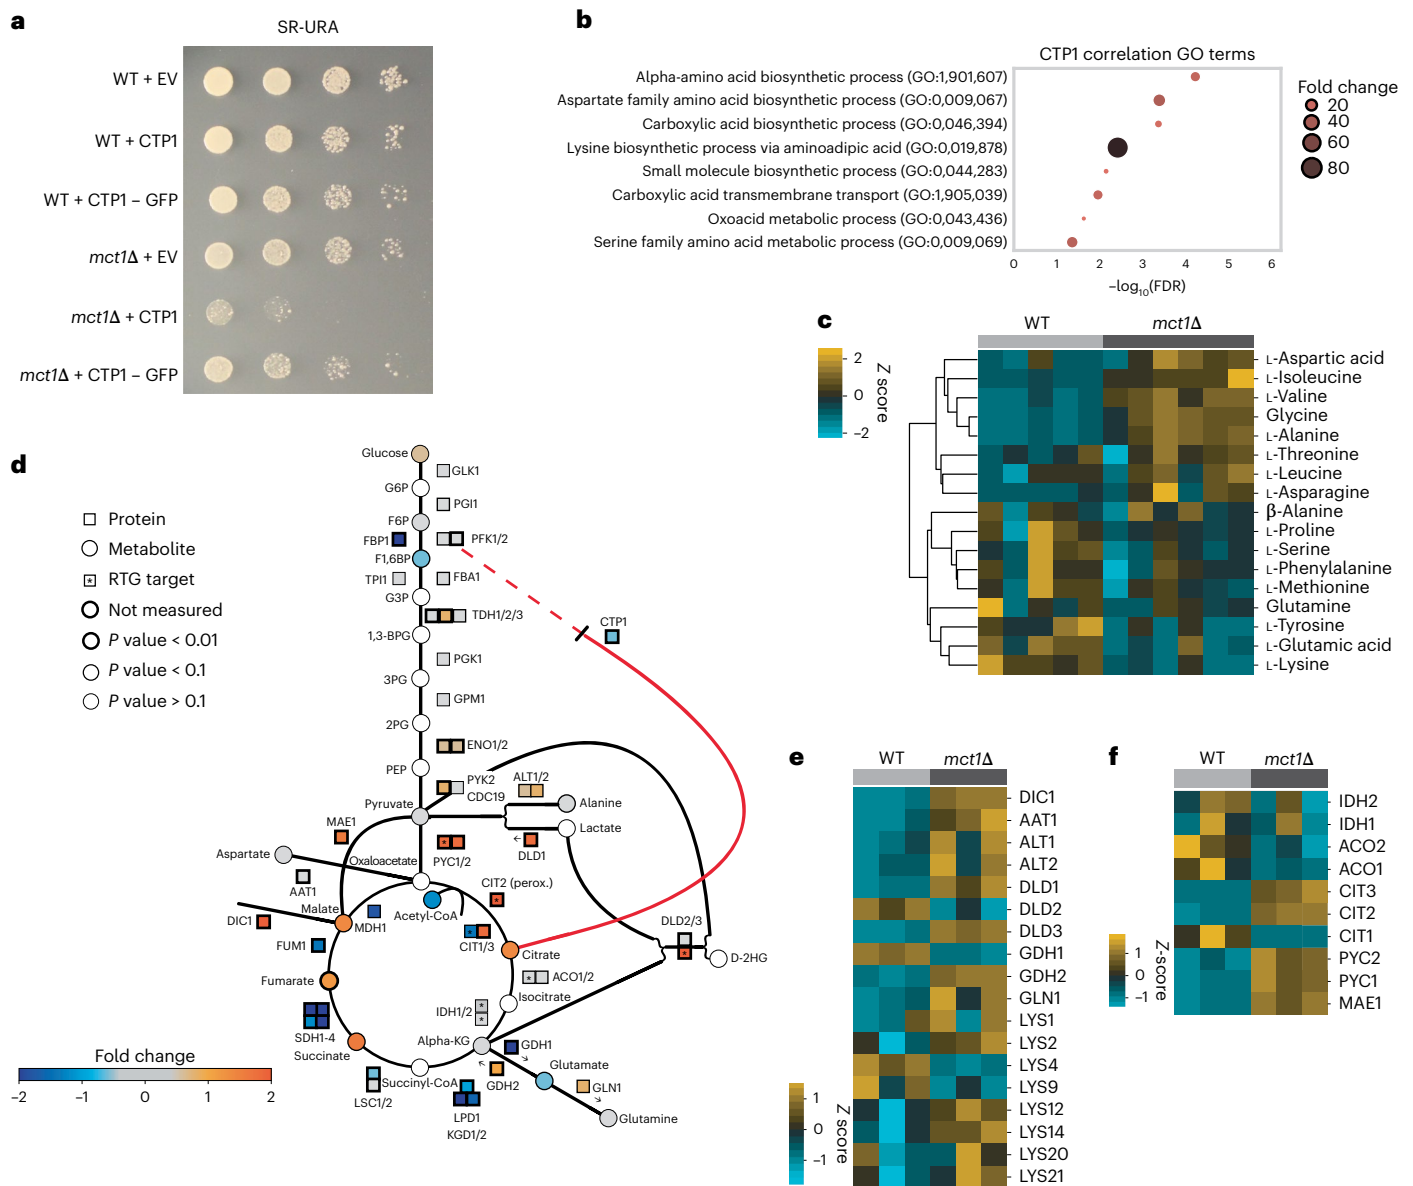 a
SR-URA
WT + EV
WT + CTP1
WT + CTP1 – GFP
mct1Δ + EV
mct1Δ + CTP1
mct1Δ + CTP1 – GFP
b
CTP1 correlation GO terms
Alpha-amino acid biosynthetic process (GO:1,901,607)
Aspartate family amino acid biosynthetic process (GO:0,009,067)
Carboxylic acid biosynthetic process (GO:0,046,394)
Lysine biosynthetic process via aminoadipic acid (GO:0,019,878)
Small molecule biosynthetic process (GO:0,044,283)
Carboxylic acid transmembrane transport (GO:1,905,039)
Oxoacid metabolic process (GO:0,043,436)
Serine family amino acid metabolic process (GO:0,009,069)
0 1 2 3 4 5 6
–log10(FDR)
Fold change
20
40
60
80
c
WT mct1Δ
2
0
–2
Z score
L-Aspartic acid
L-Isoleucine
L-Valine
Glycine
L-Alanine
L-Threonine
L-Leucine
L-Asparagine
β-Alanine
L-Proline
L-Serine
L-Phenylalanine
L-Methionine
Glutamine
L-Tyrosine
L-Glutamic acid
L-Lysine
d
Protein
Metabolite
RTG target
Not measured
P value < 0.01
P value < 0.1
P value > 0.1
Glucose
GLK1
G6P
PGI1
F6P
FBP1
PFK1/2
F1,6BP
TPI1
FBA1
G3P
TDH1/2/3
1,3-BPG
PGK1
3PG
GPM1
2PG
ENO1/2
PEP
PYK2
CDC19
ALT1/2
Pyruvate
Alanine
Lactate
MAE1
PYC1/2
DLD1
Aspartate
Oxaloacetate
AAT1
CIT2 (perox.)
Acetyl-CoA
Malate
MDH1
DIC1
CIT1/3
FUM1
Citrate
DLD2/3
D-2HG
CTP1
Fumarate
ACO1/2
Isocitrate
IDH1/2
SDH1-4
Succinate
Alpha-KG
GDH1
Glutamate
Succinyl-CoA
GDH2
GLN1
LSC1/2
LPD1
KGD1/2
Glutamine
Fold change
–2 –1 0 1 2
e
WT mct1Δ
DIC1
AAT1
ALT1
ALT2
DLD1
DLD2
DLD3
GDH1
GDH2
GLN1
LYS1
LYS2
LYS4
LYS9
LYS12
LYS14
LYS20
LYS21
1
0
–1
Z score
f
WT mct1Δ
IDH2
IDH1
ACO2
ACO1
CIT3
CIT2
CIT1
PYC2
PYC1
MAE1
1
0
–1
Z-score